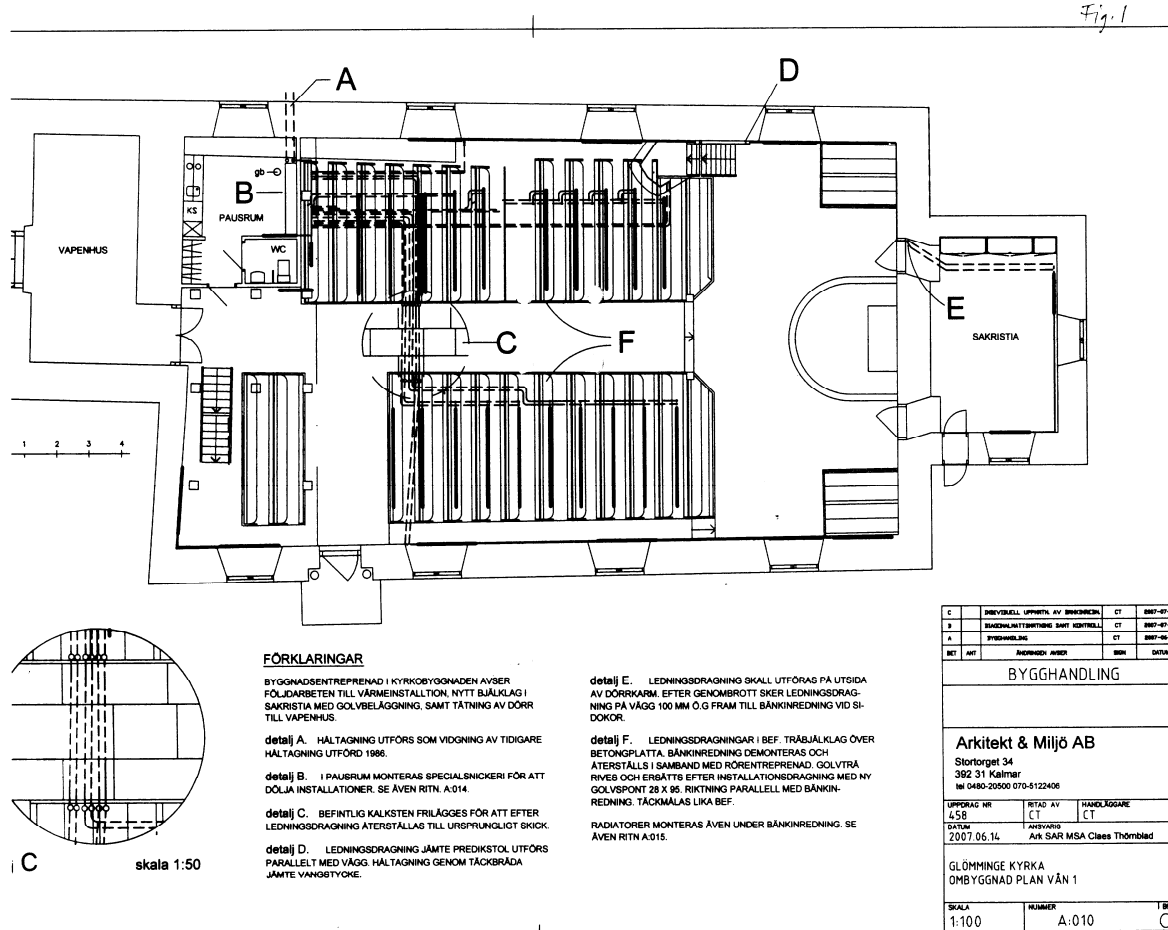 Fig. 1
A
D
gb
B
KS
PAUSRUM
WC
VAPENHUS
E
C
F
SAKRISTIA
1 2 3 4
C
skala 1:50
FÖRKLARINGAR
BYGGNADSENTREPRENAD I KYRKOBYGGNADEN AVSER
FÖLJDARBETEN TILL VÄRMEINSTALLTION, NYTT BJÄLKLAG I
SAKRISTIA MED GOLVBELÄGGNING, SAMT TÄTNING AV DÖRR
TILL VAPENHUS.
detalj A. HÅLTAGNING UTFÖRS SOM VIDGNING AV TIDIGARE
HÅLTAGNING UTFÖRD 1986.
detalj B. I PAUSRUM MONTERAS SPECIALSNICKERI FÖR ATT
DÖLJA INSTALLATIONER. SE ÄVEN RITN. A:014.
detalj C. BEFINTLIG KALKSTEN FRILÄGGES FÖR ATT EFTER
LEDNINGSDRAGNING ÅTERSTÄLLAS TILL URSPRUNGLIGT SKICK.
detalj D. LEDNINGSDRAGNING JÄMTE PREDIKSTOL UTFÖRS
PARALLELT MED VÄGG. HÅLTAGNING GENOM TÄCKBRÄDA
JÄMTE VANGSTYCKE.
detalj E. LEDNINGSDRAGNING SKALL UTFÖRAS PÅ UTSIDA
AV DÖRRKARM. EFTER GENOMBROTT SKER LEDNINGSDRAG-
NING PÅ VÄGG 100 MM Ö.G FRAM TILL BÄNKINREDNING VID SI-
DOKOR.
detalj F. LEDNINGSDRAGNINGAR I BEF. TRÄBJÄLKLAG ÖVER
BETONGPLATTA. BÄNKINREDNING DEMONTERAS OCH
ÅTERSTÄLLS I SAMBAND MED RÖRENTREPRENAD. GOLVTRÄ
RIVES OCH ERSÄTTS EFTER INSTALLATIONSDRAGNING MED NY
GOLVSPONT 28 X 95. RIKTNING PARALLELL MED BÄNKIN-
REDNING. TÄCKMÅLAS LIKA BEF.
RADIATORER MONTERAS ÄVEN UNDER BÄNKINREDNING. SE
ÄVEN RITN A:015.
C CT 2007-07-
B CT 2007-07-
A BYGGHANDLING CT 2007-06-
BET ANT ÄNDRINGEN AVSER SIGN DATUM
BYGGHANDLING
Arkitekt & Miljö AB
Stortorget 34
392 31 Kalmar
tel 0480-20500 070-5122406
UPPDRAG NR RITAD AV HANDLÄGGARE
458 CT CT
DATUM ANSVARIG
2007.06.14 Ark SAR MSA Claes Thörnblad
GLÖMMINGE KYRKA
OMBYGGNAD PLAN VÅN 1
SKALA NUMMER
1:100 A:010